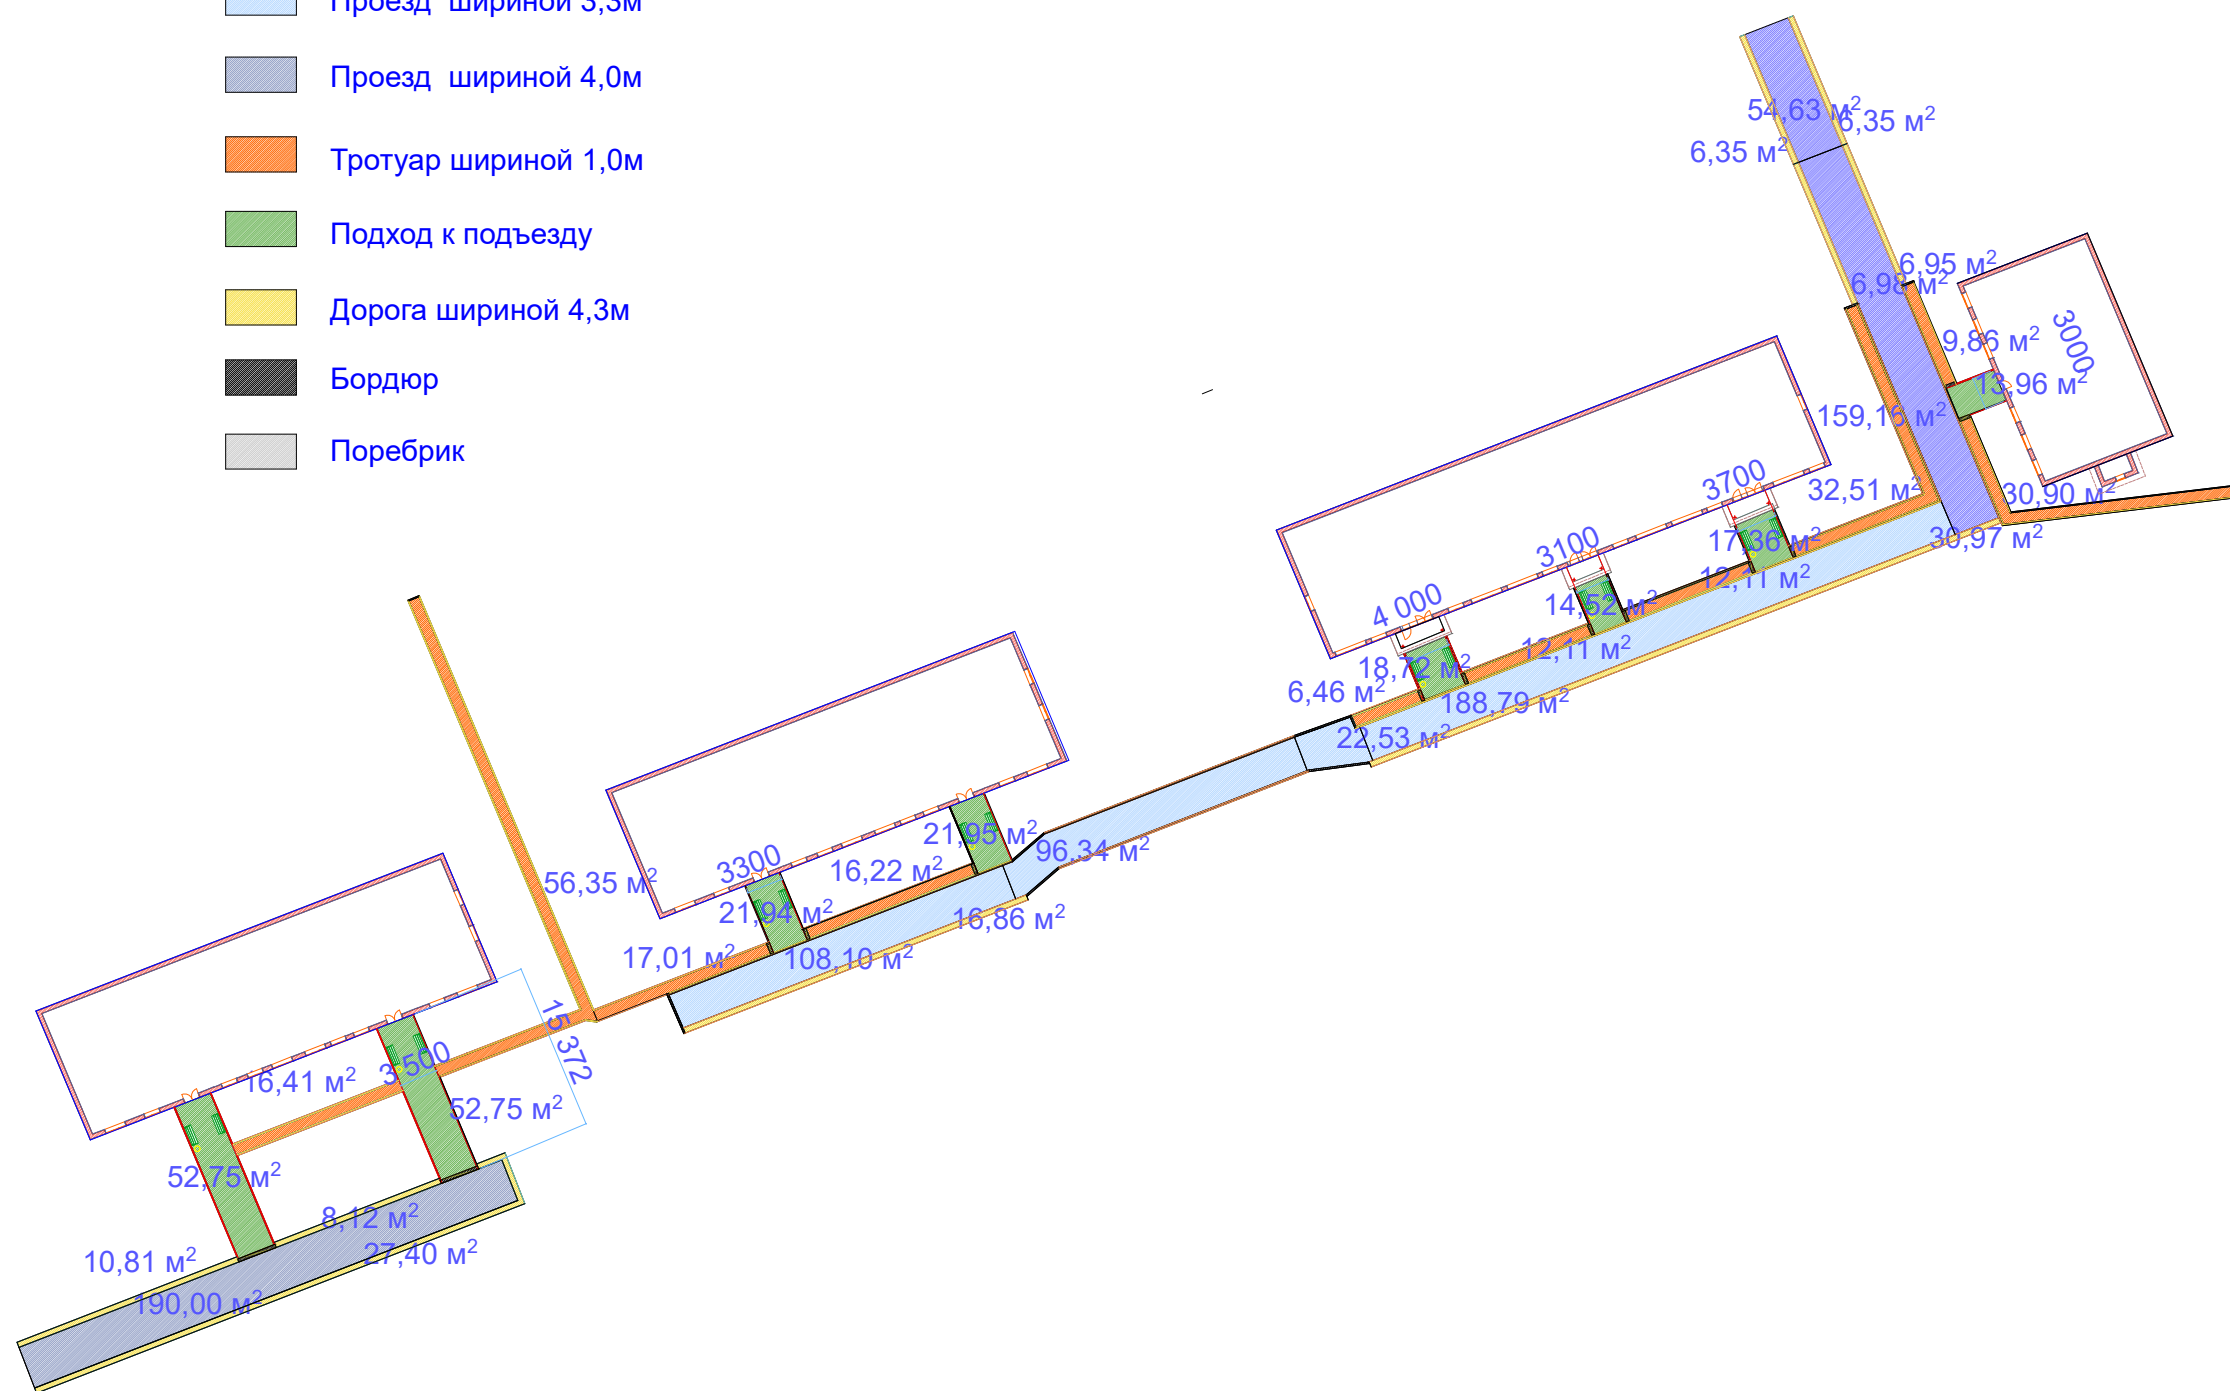 Проезд шириной 3,3м
Проезд шириной 4,0м
Тротуар шириной 1,0м
Подход к подъезду
Дорога шириной 4,3м
Бордюр
Поребрик
54,63 м²
6,35 м²
6,35 м²
6,95 м²
6,98 м²
9,86 м²
3000
13,96 м²
159,15 м²
3700
32,51 м²
30,90 м²
30,97 м²
17,36 м²
3100
12,11 м²
14,52 м²
4 000
12,11 м²
18,72 м²
6,46 м²
188,79 м²
22,53 м²
21,95 м²
96,34 м²
3300
16,22 м²
56,35 м²
21,94 м²
16,86 м²
17,01 м²
108,10 м²
15 372
3 500
16,41 м²
52,75 м²
52,75 м²
8,12 м²
27,40 м²
10,81 м²
190,00 м²